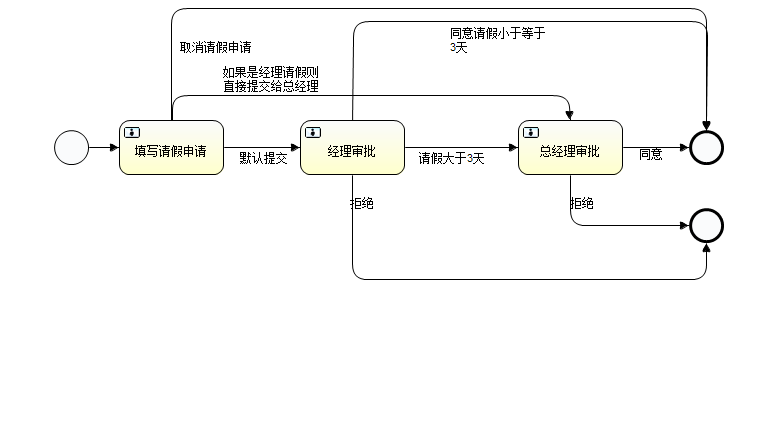 同意请假小于等于
3天
取消请假申请
如果是经理请假则
直接提交给总经理
填写请假申请
默认提交
经理审批
请假大于3天
总经理审批
同意
拒绝
拒绝